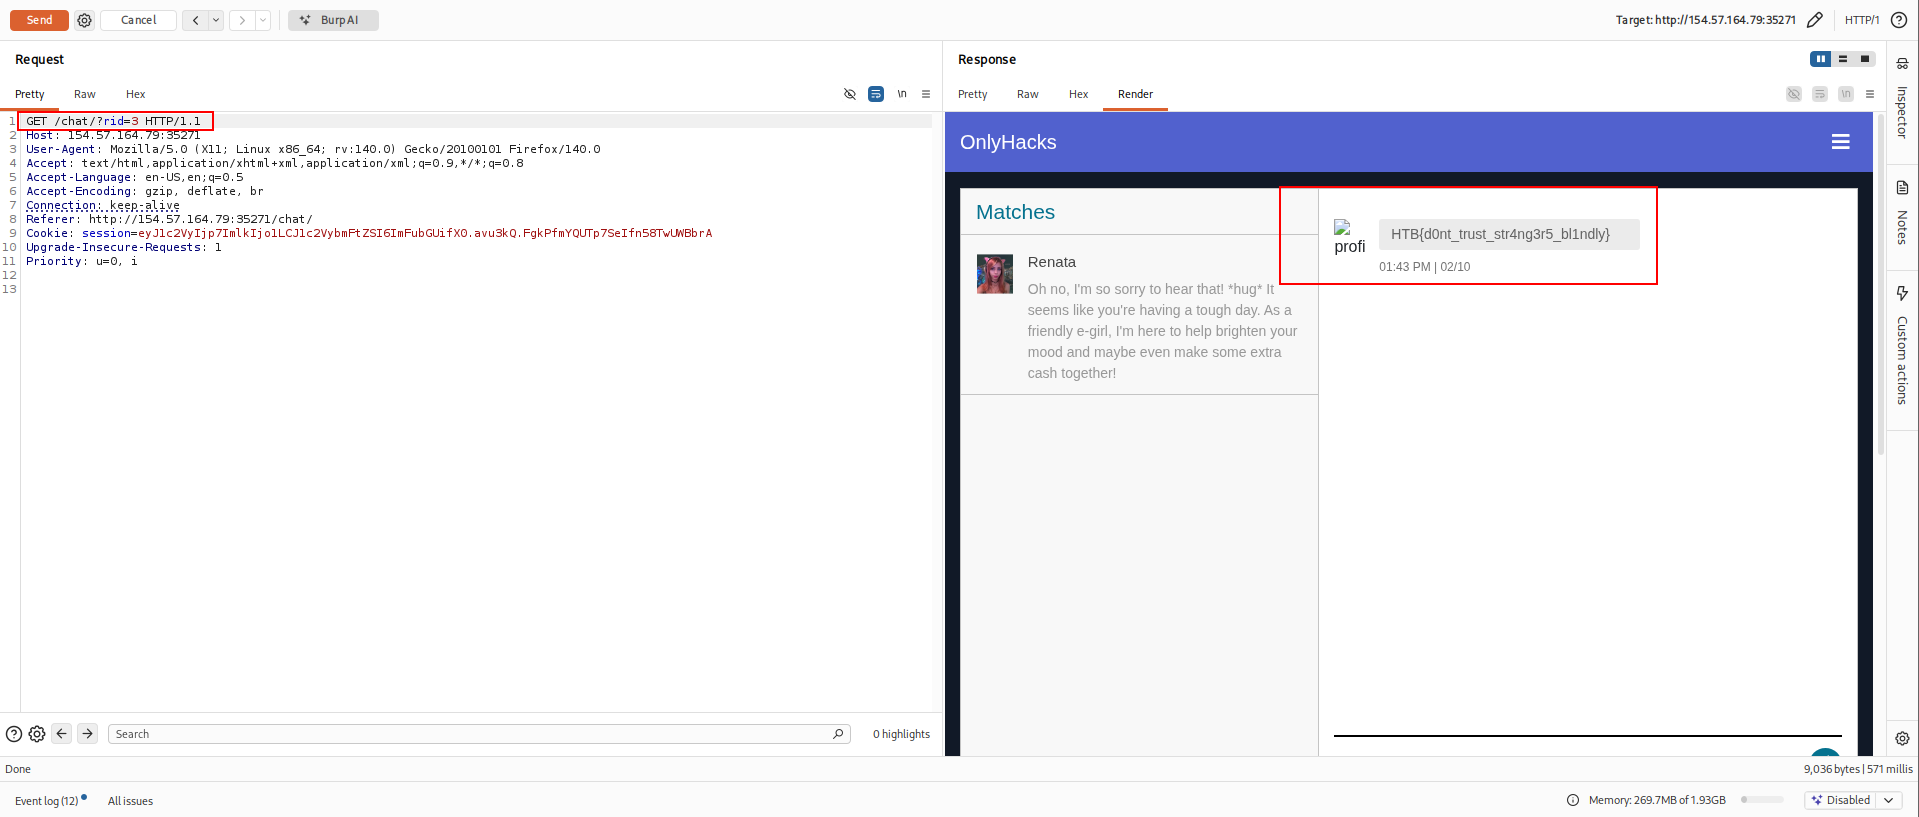 Send Cancel Burp AI Target: http://154.57.164.79:35271 HTTP/1
Request
Pretty Raw Hex \n
1 GET /chat/?rid=3 HTTP/1.1
2 Host: 154.57.164.79:35271
3 User-Agent: Mozilla/5.0 (X11; Linux x86_64; rv:140.0) Gecko/20100101 Firefox/140.0
4 Accept: text/html,application/xhtml+xml,application/xml;q=0.9,*/*;q=0.8
5 Accept-Language: en-US,en;q=0.5
6 Accept-Encoding: gzip, deflate, br
7 Connection: keep-alive
8 Referer: http://154.57.164.79:35271/chat/
9 Cookie: session=eyJ1c2VyIjp7ImlkIjo1LCJ1c2VybmFtZSI6ImFubGUifX0.avu3kQ.FgkPfmYQUTp7SeIfn58TwUWBbrA
10 Upgrade-Insecure-Requests: 1
11 Priority: u=0, i
12
13
Search 0 highlights
Response
Pretty Raw Hex Render \n
OnlyHacks
Matches
Renata
Oh no, I'm so sorry to hear that! *hug* It
seems like you're having a tough day. As a
friendly e-girl, I'm here to help brighten your
mood and maybe even make some extra
cash together!
profi
HTB{d0nt_trust_str4ng3r5_bl1ndly}
01:43 PM | 02/10
Inspector
Notes
Custom actions
Done 9,036 bytes | 571 millis
Event log (12) All issues Memory: 269.7MB of 1.93GB Disabled